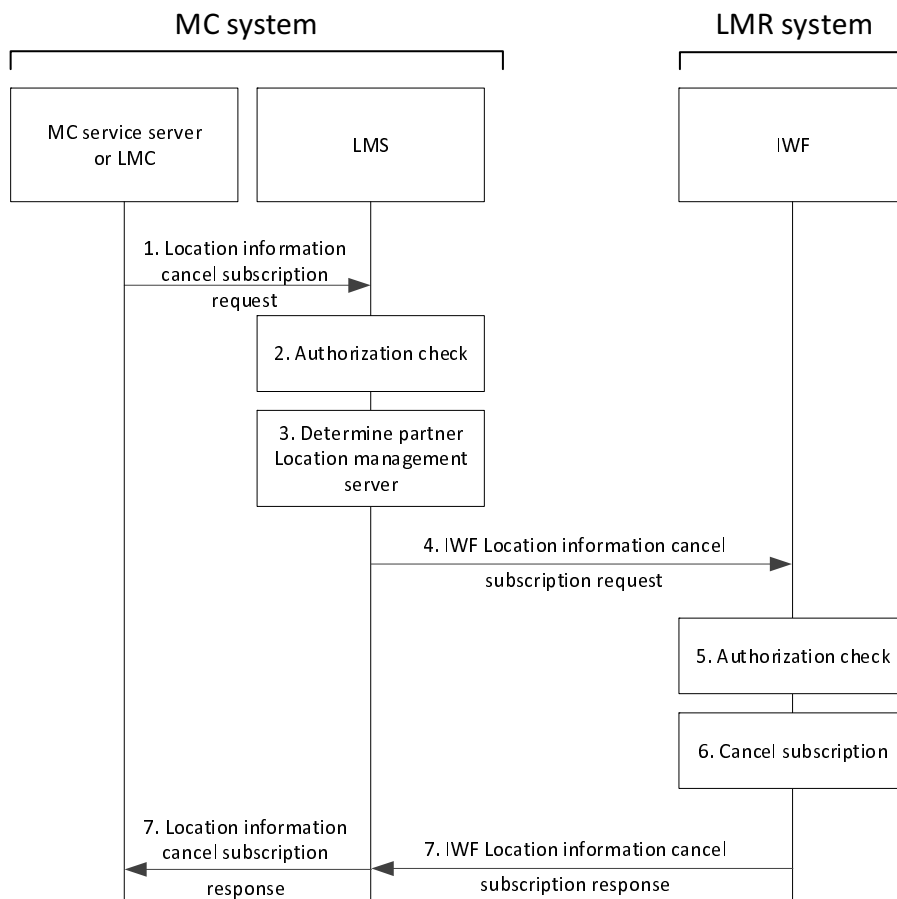 MC system
LMR system
MC service server
or LMC
LMS
IWF
1. Location information
cancel subscription
request
2. Authorization check
3. Determine partner
Location management
server
4. IWF Location information cancel
subscription request
5. Authorization check
6. Cancel subscription
7. Location information
cancel subscription
response
7. IWF Location information cancel
subscription response